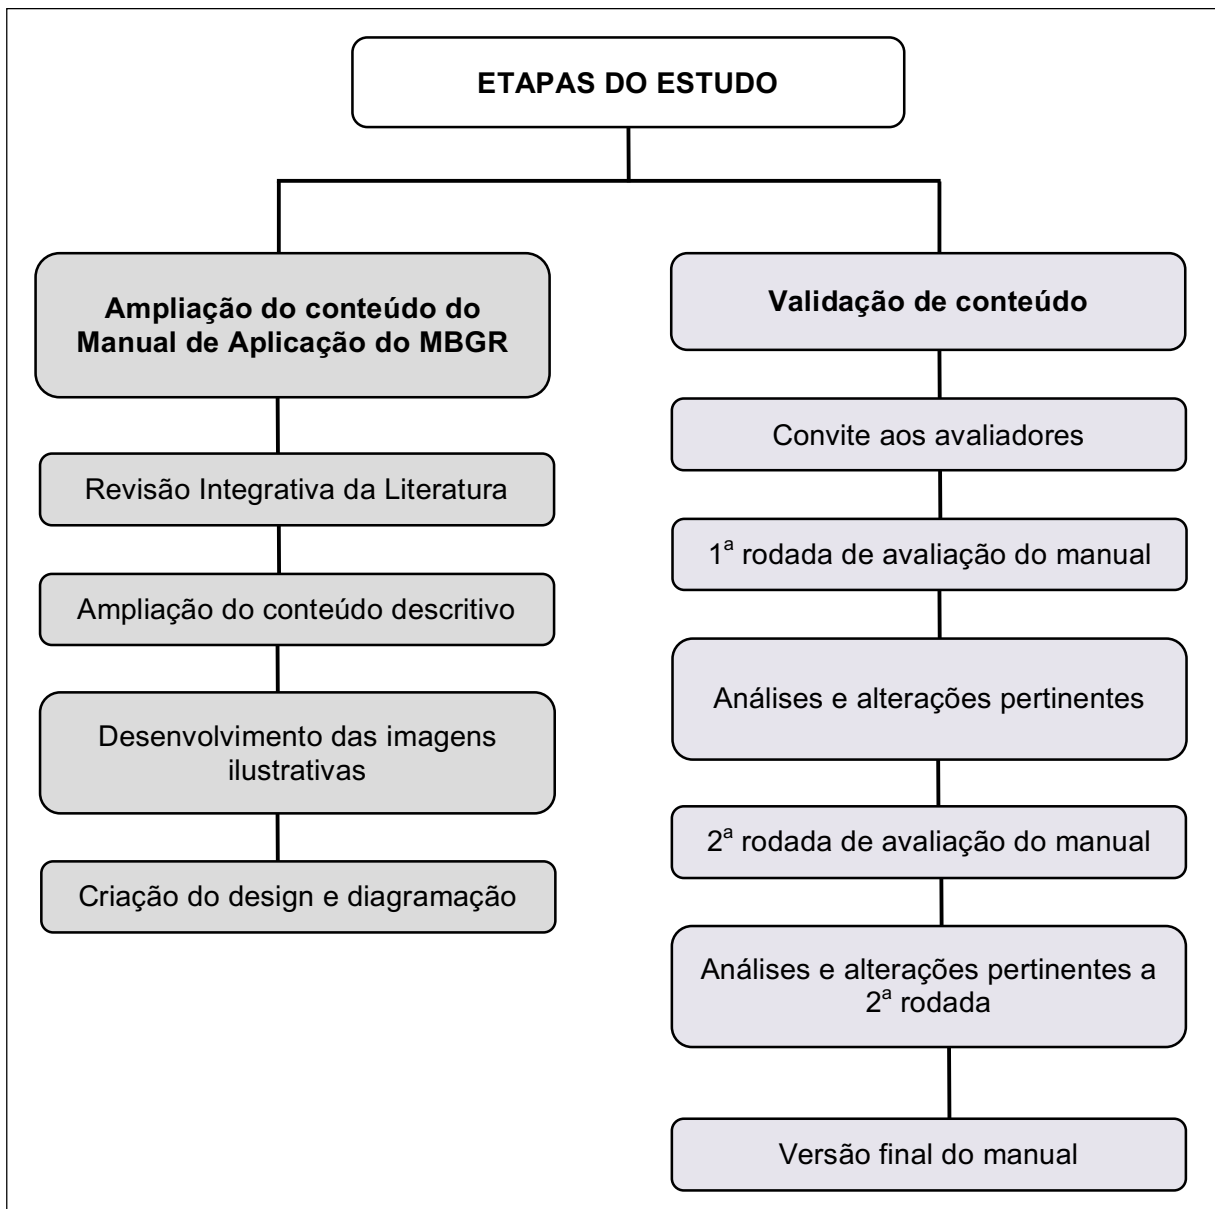 ETAPAS DO ESTUDO
Ampliação do conteúdo do
Manual de Aplicação do MBGR
Revisão Integrativa da Literatura
Ampliação do conteúdo descritivo
Desenvolvimento das imagens
ilustrativas
Criação do design e diagramação
Validação de conteúdo
Convite aos avaliadores
1ª rodada de avaliação do manual
Análises e alterações pertinentes
2ª rodada de avaliação do manual
Análises e alterações pertinentes a
2ª rodada
Versão final do manual